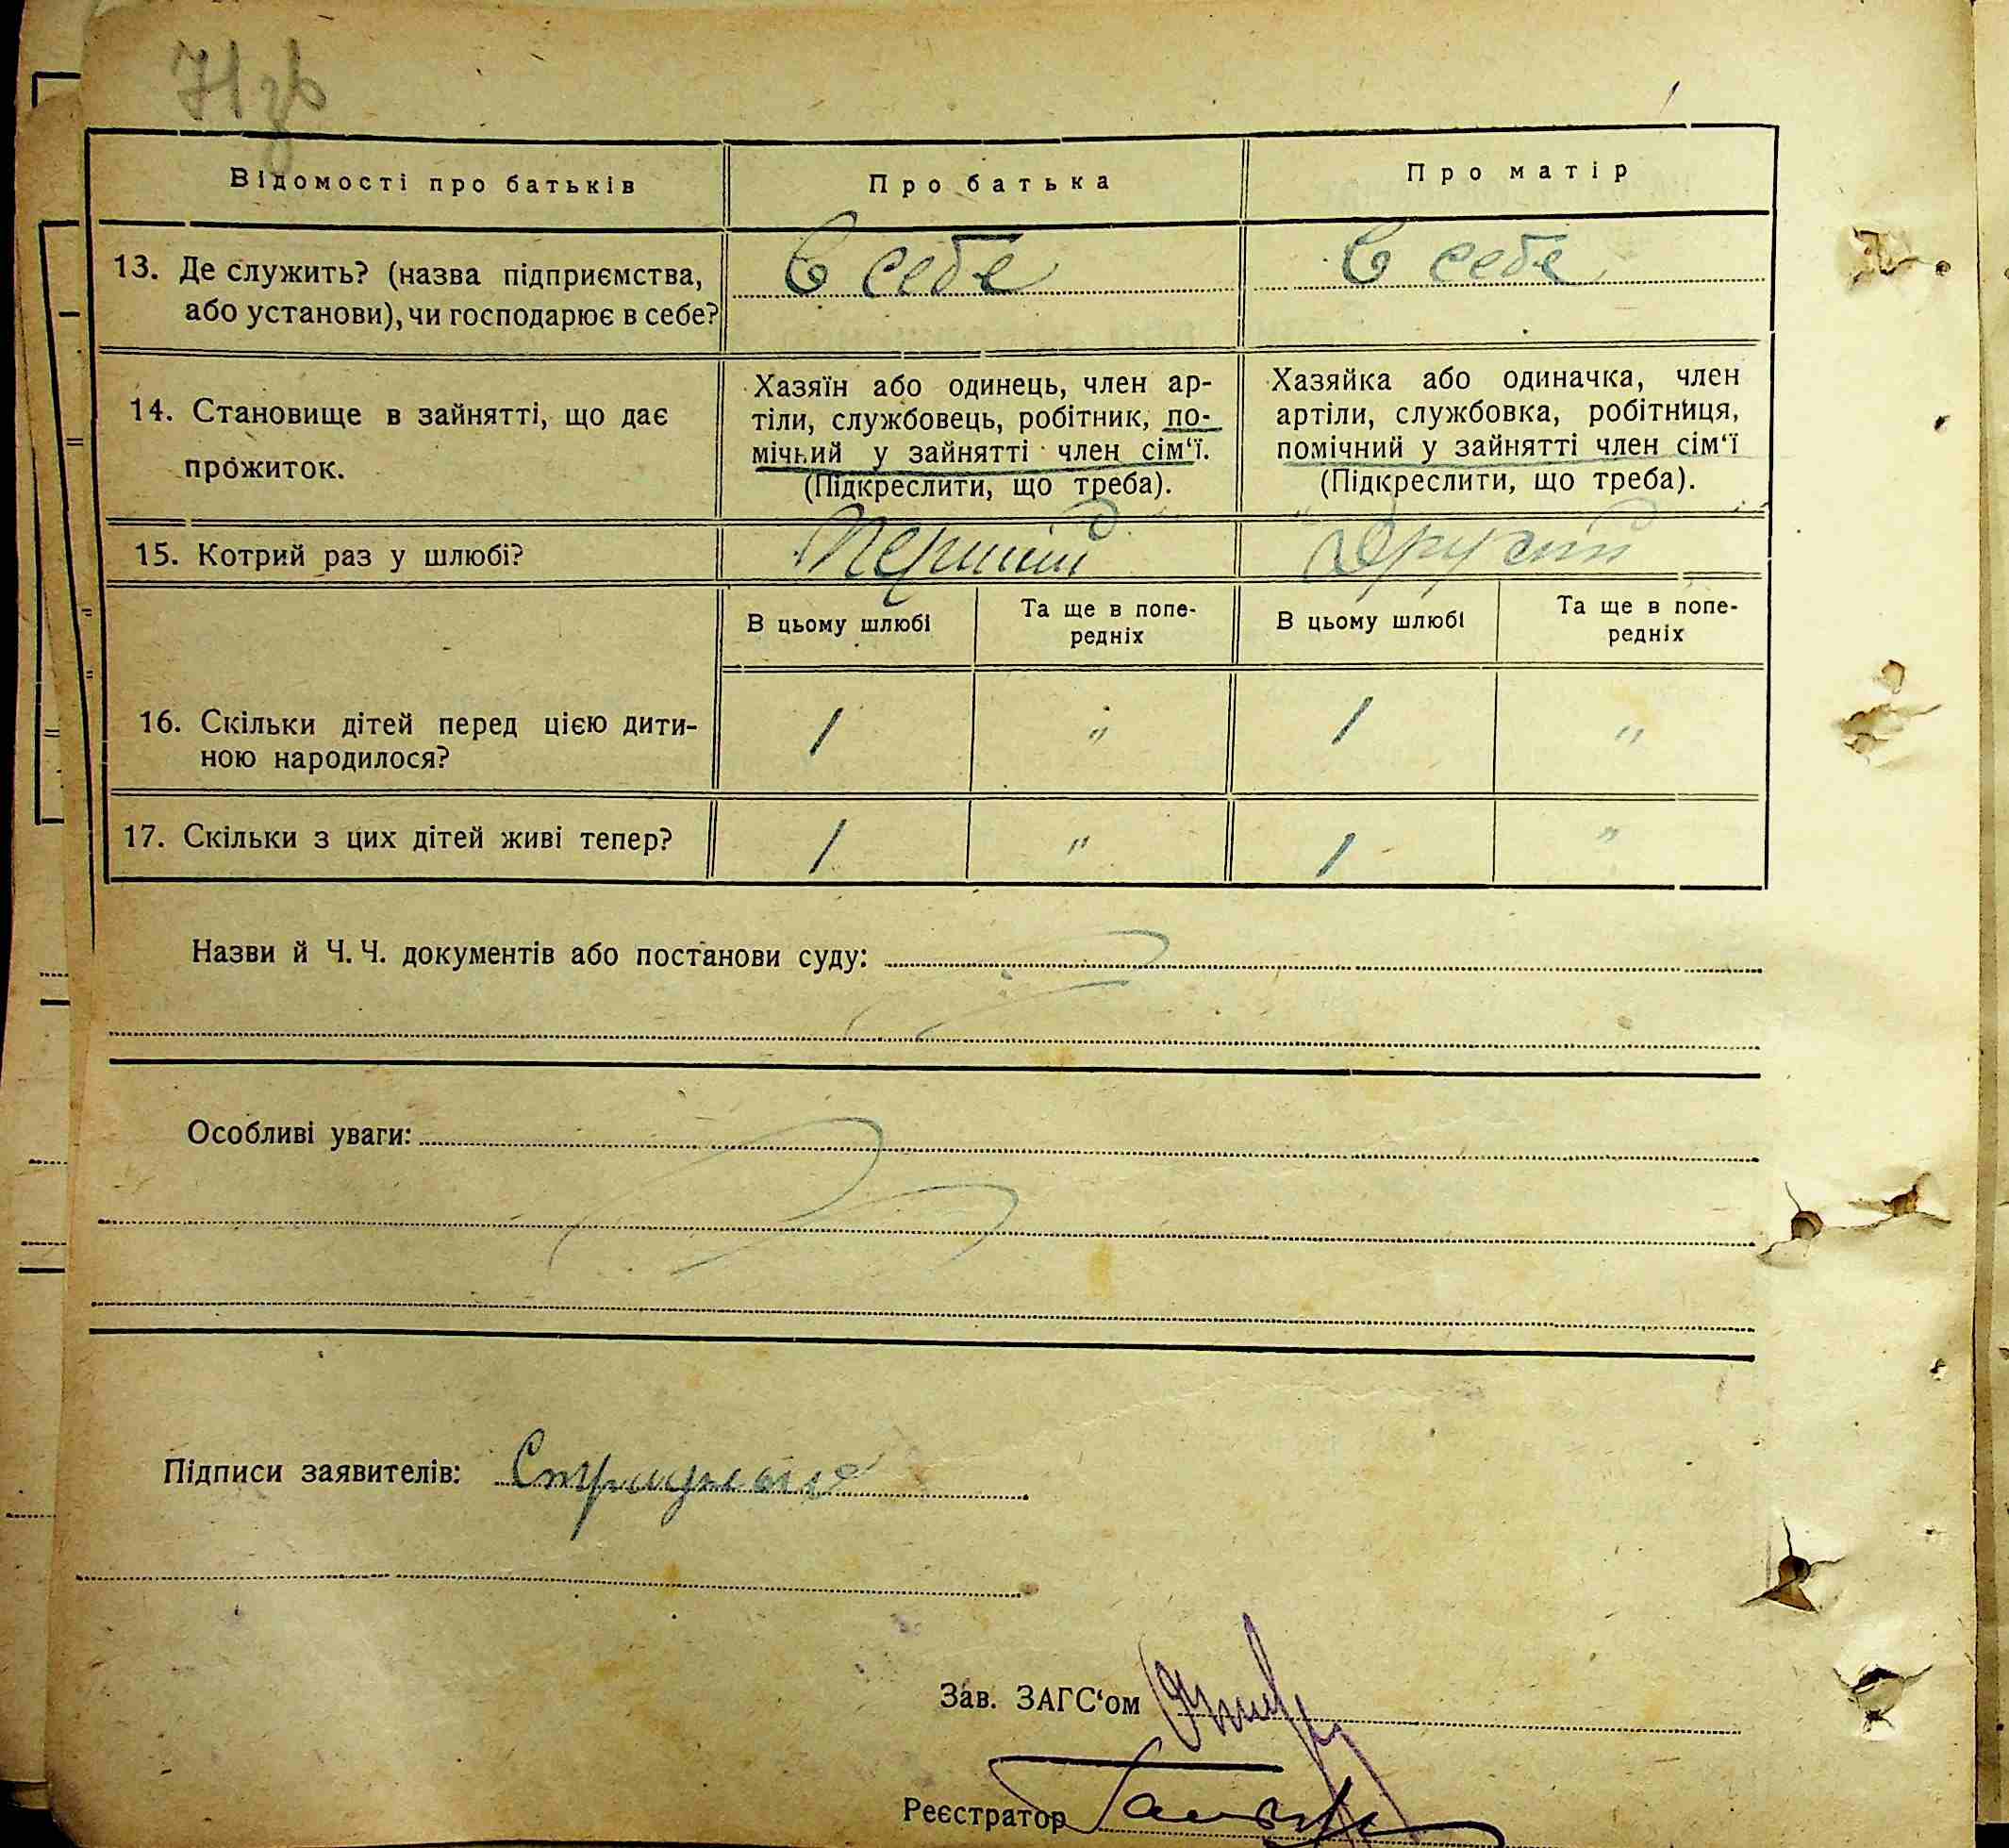 71 зв
Відомості про батьків Про батька Про матір
13. Де служить? (назва підприємства, В себе В себе
або установи), чи господарює в себе?
Хазяїн або одинець, член ар- Хазяйка або одиначка, член
14. Становище в зайнятті, що дає тіли, службовець, робітник, по- артіли, службовка, робітниця,
мічний у зайнятті член сім‘ї. помічний у зайнятті член сім‘ї
прожиток. (Підкреслити, що треба). (Підкреслити, що треба).
15. Котрий раз у шлюбі? Перший Другий
В цьому шлюбі Та ще в попе- В цьому шлюбі Та ще в попе-
редніх редніх
16. Скільки дітей перед цією дити- 1 " 1 "
ною народилося?
17. Скільки з цих дітей живі тепер? 1 " 1 "
Назви й Ч. Ч. документів або постанови суду:
Особливі уваги:
Підписи заявителів:
Зав. ЗАГС‘ом
Реєстратор